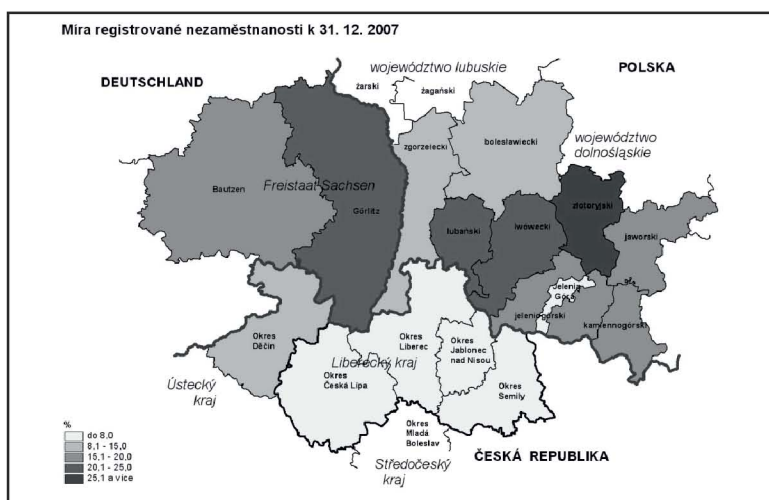 Míra registrované nezaměstnanosti k 31. 12. 2007
DEUTSCHLAND
województwo lubuskie
POLSKA
żarski
żagański
zgorzelecki
bolesławiecki
województwo
dolnośląskie
Bautzen
Freistaat Sachsen
Görlitz
lubański
lwówecki
złotoryjski
jaworski
Jelenia
Góra
jeleniogórski
kamiennogórski
Okres
Děčín
Okres
Liberec
Okres
Jablonec
nad Nisou
Liberecký kraj
Okres
Česká Lípa
Okres
Semily
Ústecký
kraj
Okres
Mladá
Boleslav
Středočeský
kraj
ČESKÁ REPUBLIKA
%
do 8,0
8,1 - 15,0
15,1 - 20,0
20,1 - 25,0
25,1 a více